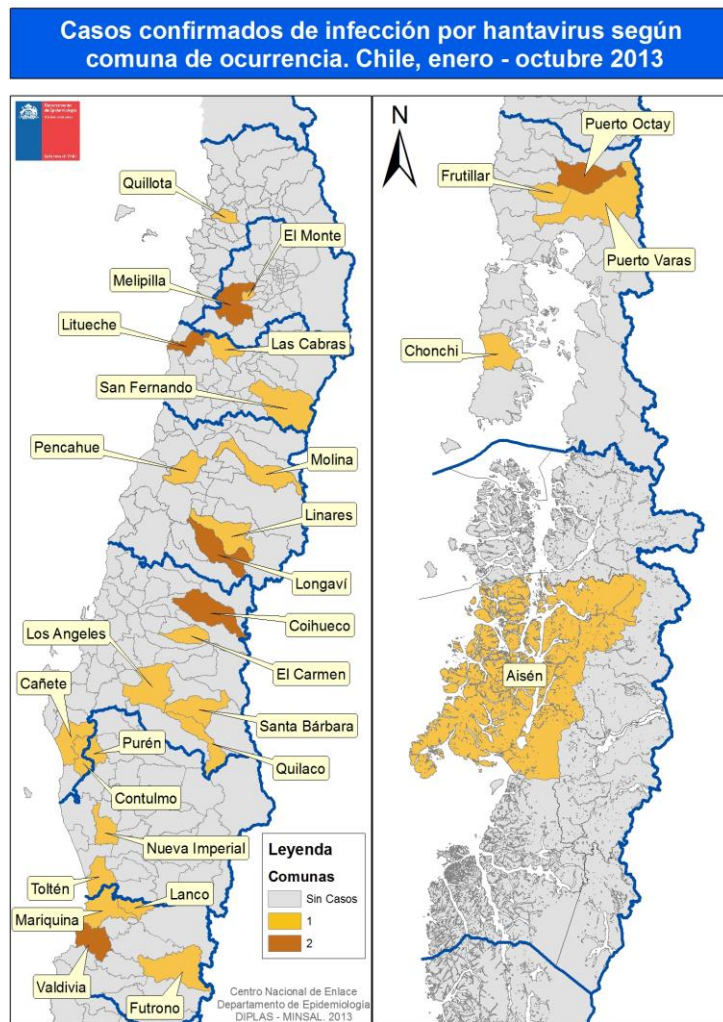 Casos confirmados de infección por hantavirus según
comuna de ocurrencia. Chile, enero - octubre 2013
Quillota
El Monte
Melipilla
Litueche
Las Cabras
San Fernando
Pencahue
Molina
Linares
Longaví
Coihueco
Los Angeles
El Carmen
Cañete
Santa Bárbara
Purén
Quilaco
Contulmo
Nueva Imperial
Toltén
Lanco
Mariquina
Valdivia
Futrono
Leyenda
Comunas
Sin Casos
1
2
Centro Nacional de Enlace
Departamento de Epidemiología
DIPLAS - MINSAL. 2013
N
Puerto Octay
Frutillar
Puerto Varas
Chonchi
Aisén